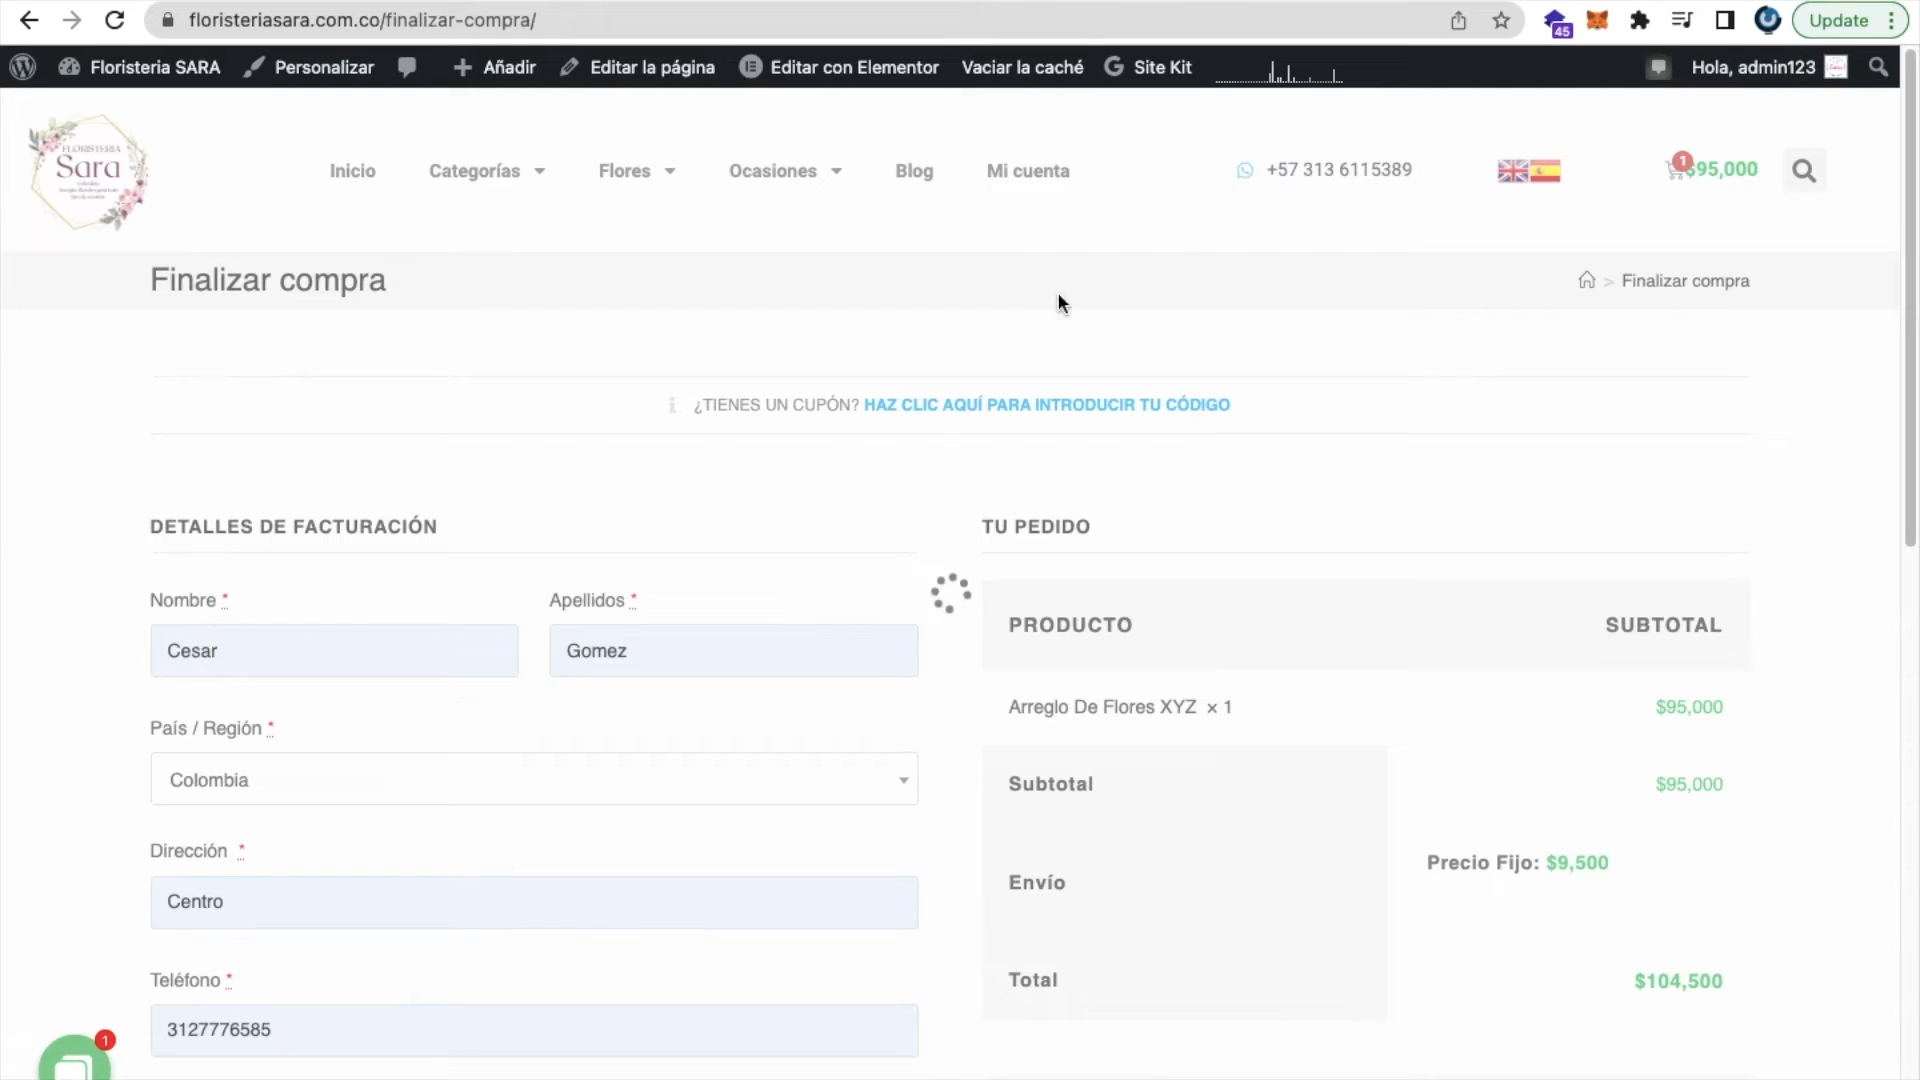 floristeriasara.com.co/finalizar-compra/
45
Update
Floristeria SARA
Personalizar
Añadir
Editar la página
Editar con Elementor
Vaciar la caché
Site Kit
Hola, admin123
FLORISTERIA
Sara
Inicio
Categorías
Flores
Ocasiones
Blog
Mi cuenta
+57 313 6115389
1
$95,000
Finalizar compra
> Finalizar compra
¿TIENES UN CUPÓN? HAZ CLIC AQUÍ PARA INTRODUCIR TU CÓDIGO
DETALLES DE FACTURACIÓN
Nombre *
Apellidos *
Cesar
Gomez
País / Región *
Colombia
Dirección *
Centro
Teléfono *
3127776585
1
TU PEDIDO
PRODUCTO
SUBTOTAL
Arreglo De Flores XYZ × 1
$95,000
Subtotal
$95,000
Envío
Precio Fijo: $9,500
Total
$104,500